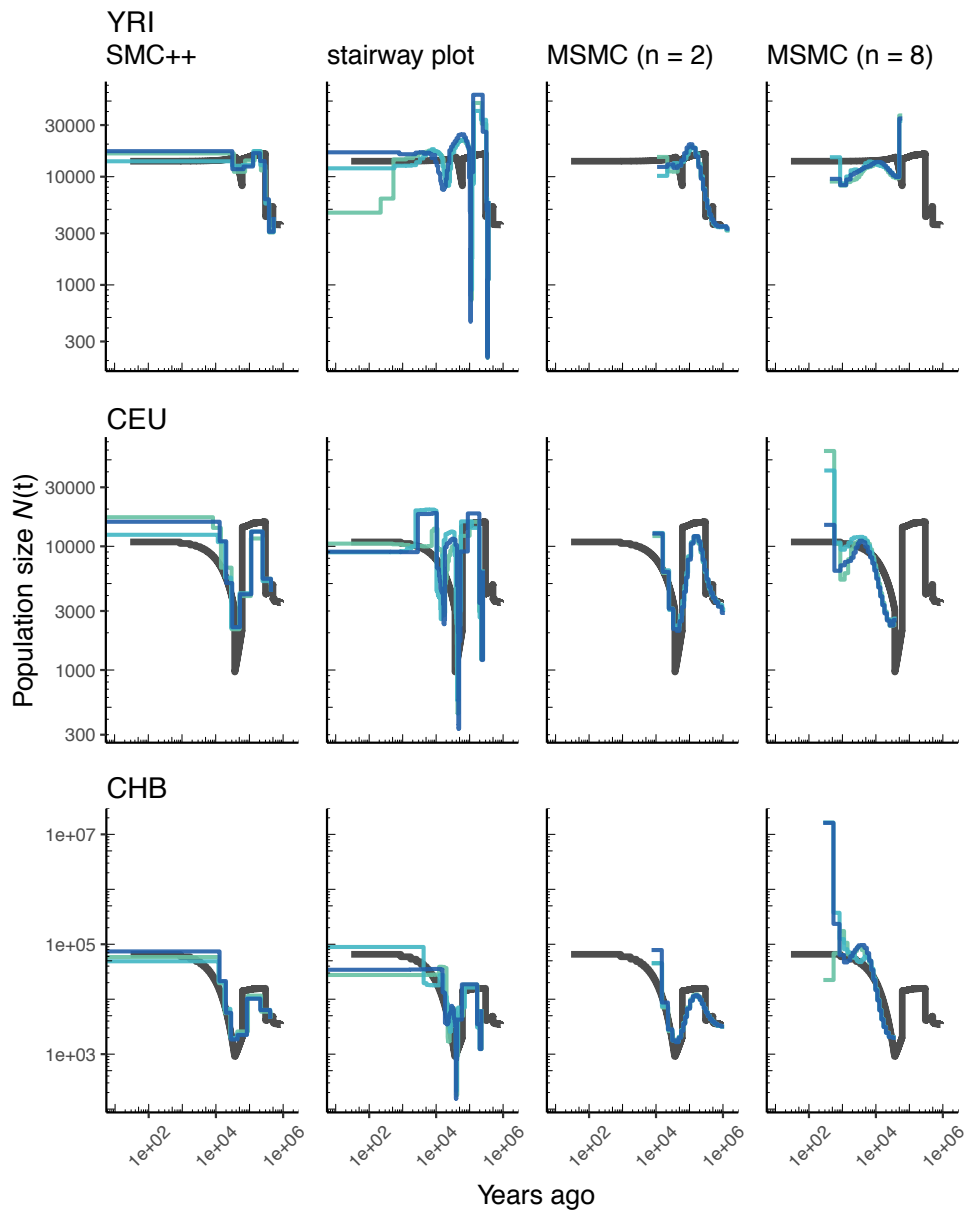 YRI
SMC++ stairway plot MSMC (n = 2) MSMC (n = 8)
30000
10000
3000
1000
300
CEU
30000
10000
3000
1000
300
CHB
1e+07
1e+05
1e+03
Population size N(t)
1e+02 1e+04 1e+06 1e+02 1e+04 1e+06 1e+02 1e+04 1e+06 1e+02 1e+04 1e+06
Years ago